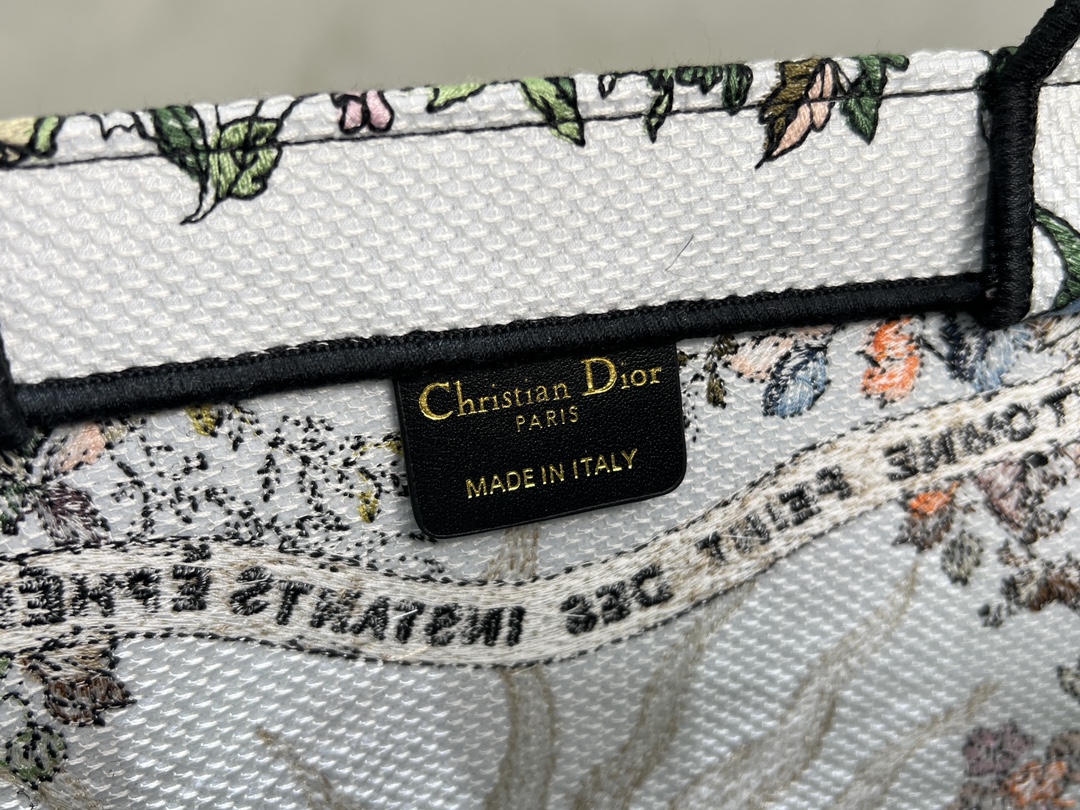 Christian Dior
PARIS
MADE IN ITALY
PEINT DES INSTANTS